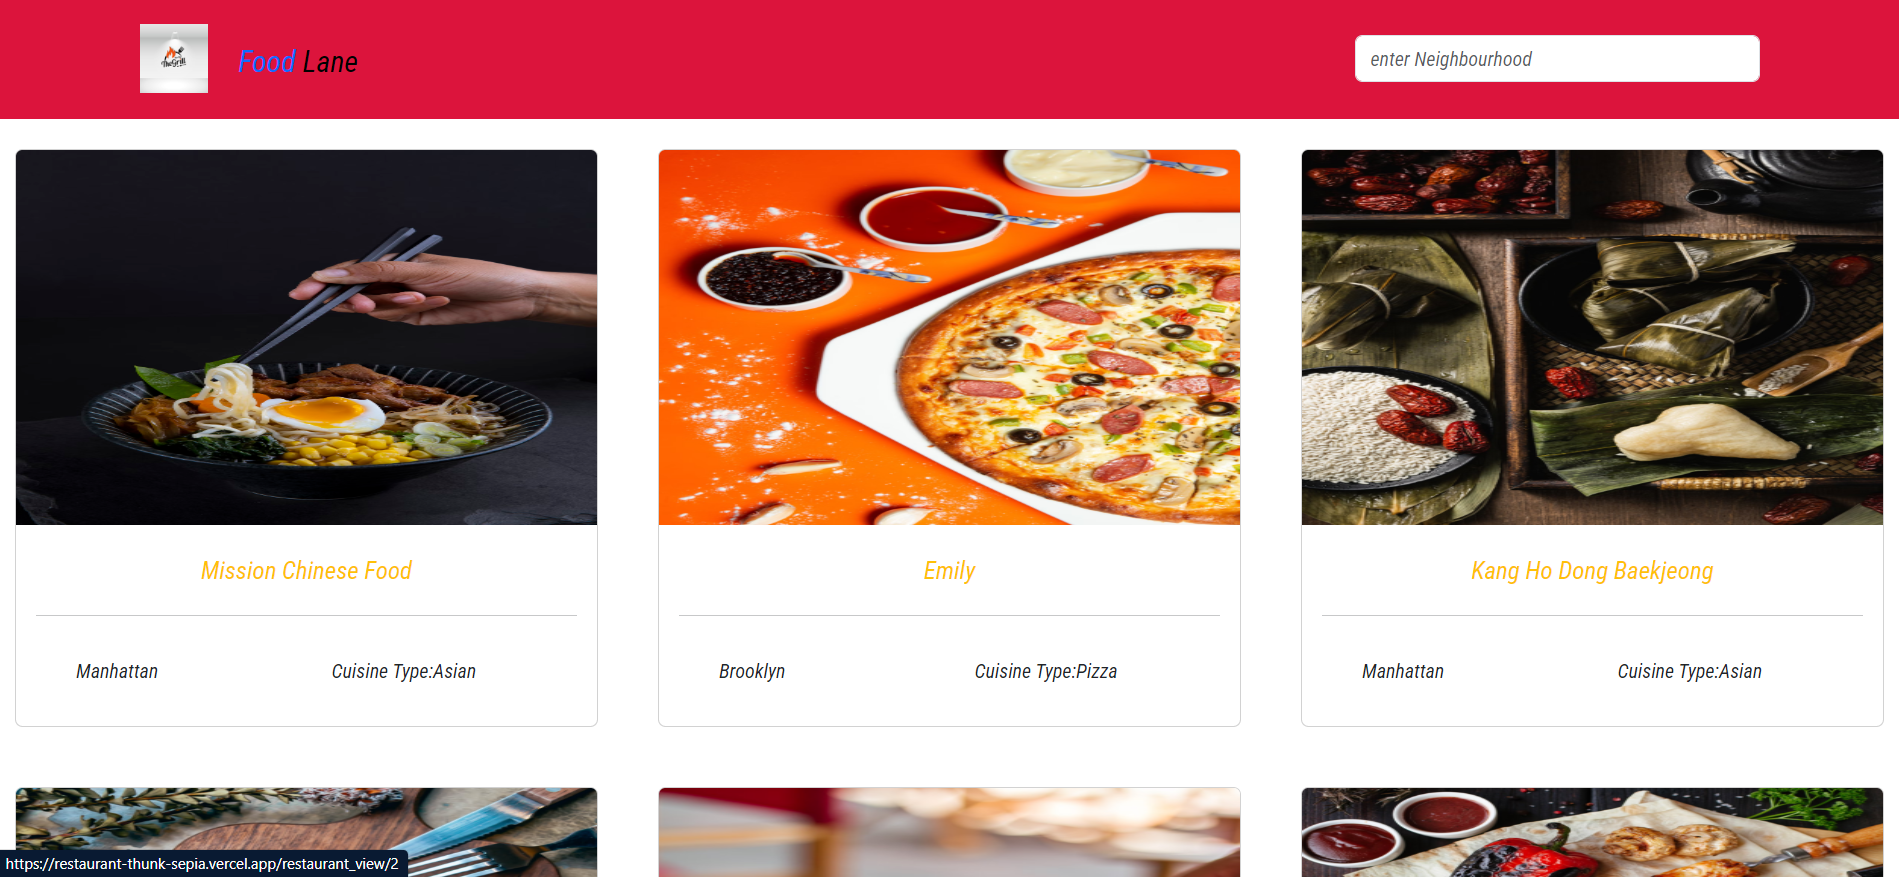 TheGrill
Food Lane
enter Neighbourhood
Mission Chinese Food
Emily
Kang Ho Dong Baekjeong
Manhattan
Cuisine Type:Asian
Brooklyn
Cuisine Type:Pizza
Manhattan
Cuisine Type:Asian
https://restaurant-thunk-sepia.vercel.app/restaurant_view/2